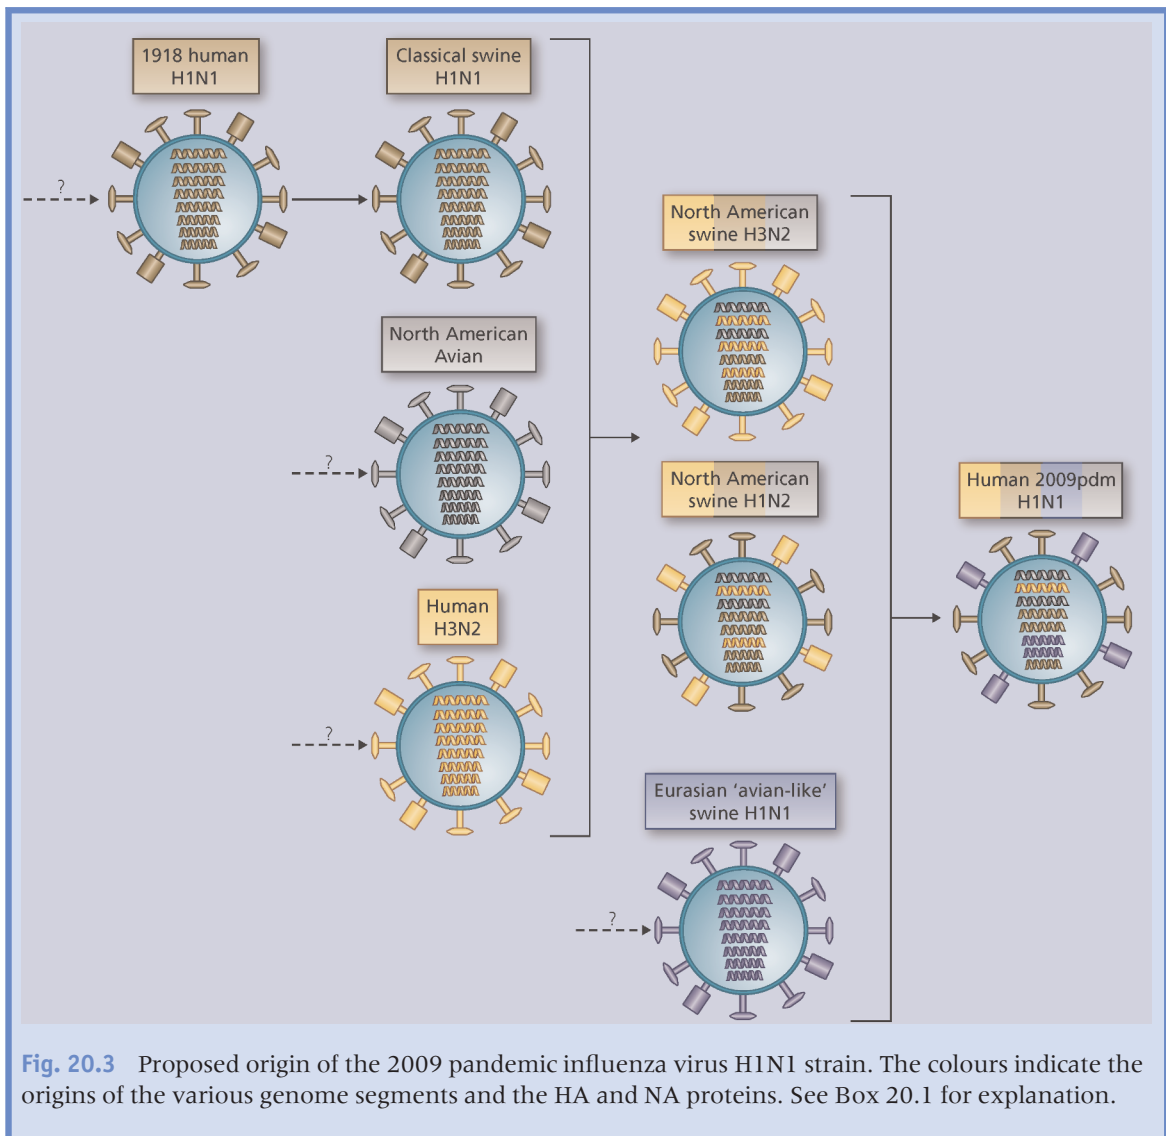 1918 human
H1N1
Classical swine
H1N1
?
North American
swine H3N2
North American
Avian
?
North American
swine H1N2
Human 2009pdm
H1N1
Human
H3N2
?
Eurasian ‘avian-like’
swine H1N1
?
Fig. 20.3 Proposed origin of the 2009 pandemic influenza virus H1N1 strain. The colours indicate the
origins of the various genome segments and the HA and NA proteins. See Box 20.1 for explanation.